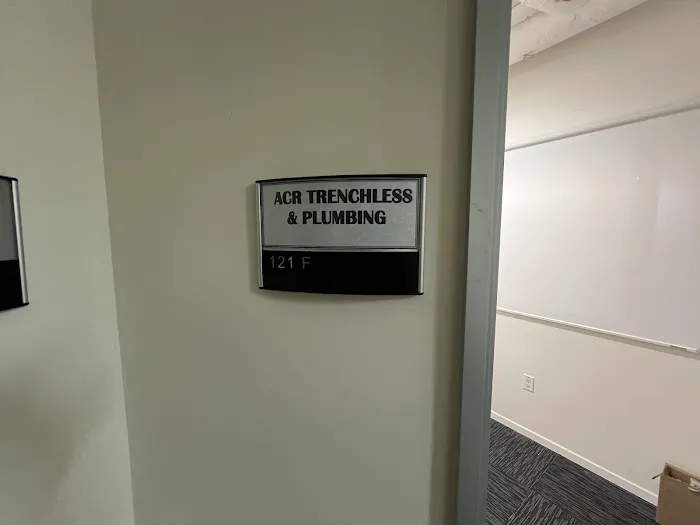 ACR TRENCHLESS
& PLUMBING
121 F